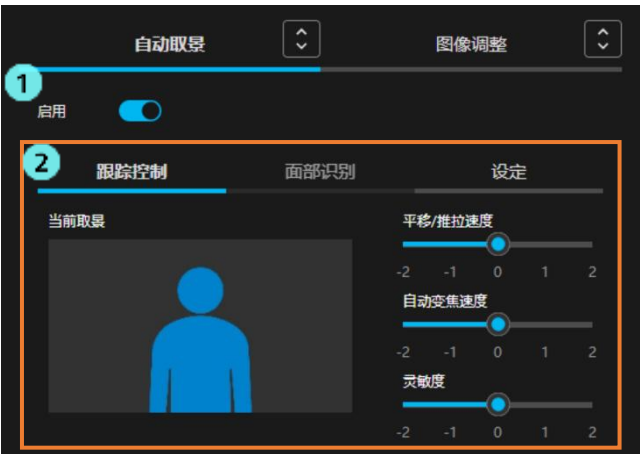 自动取景 图像调整
1
启用
2 跟踪控制 面部识别 设定
当前取景 平移/推拉速度
-2 -1 0 1 2
自动变焦速度
-2 -1 0 1 2
灵敏度
-2 -1 0 1 2